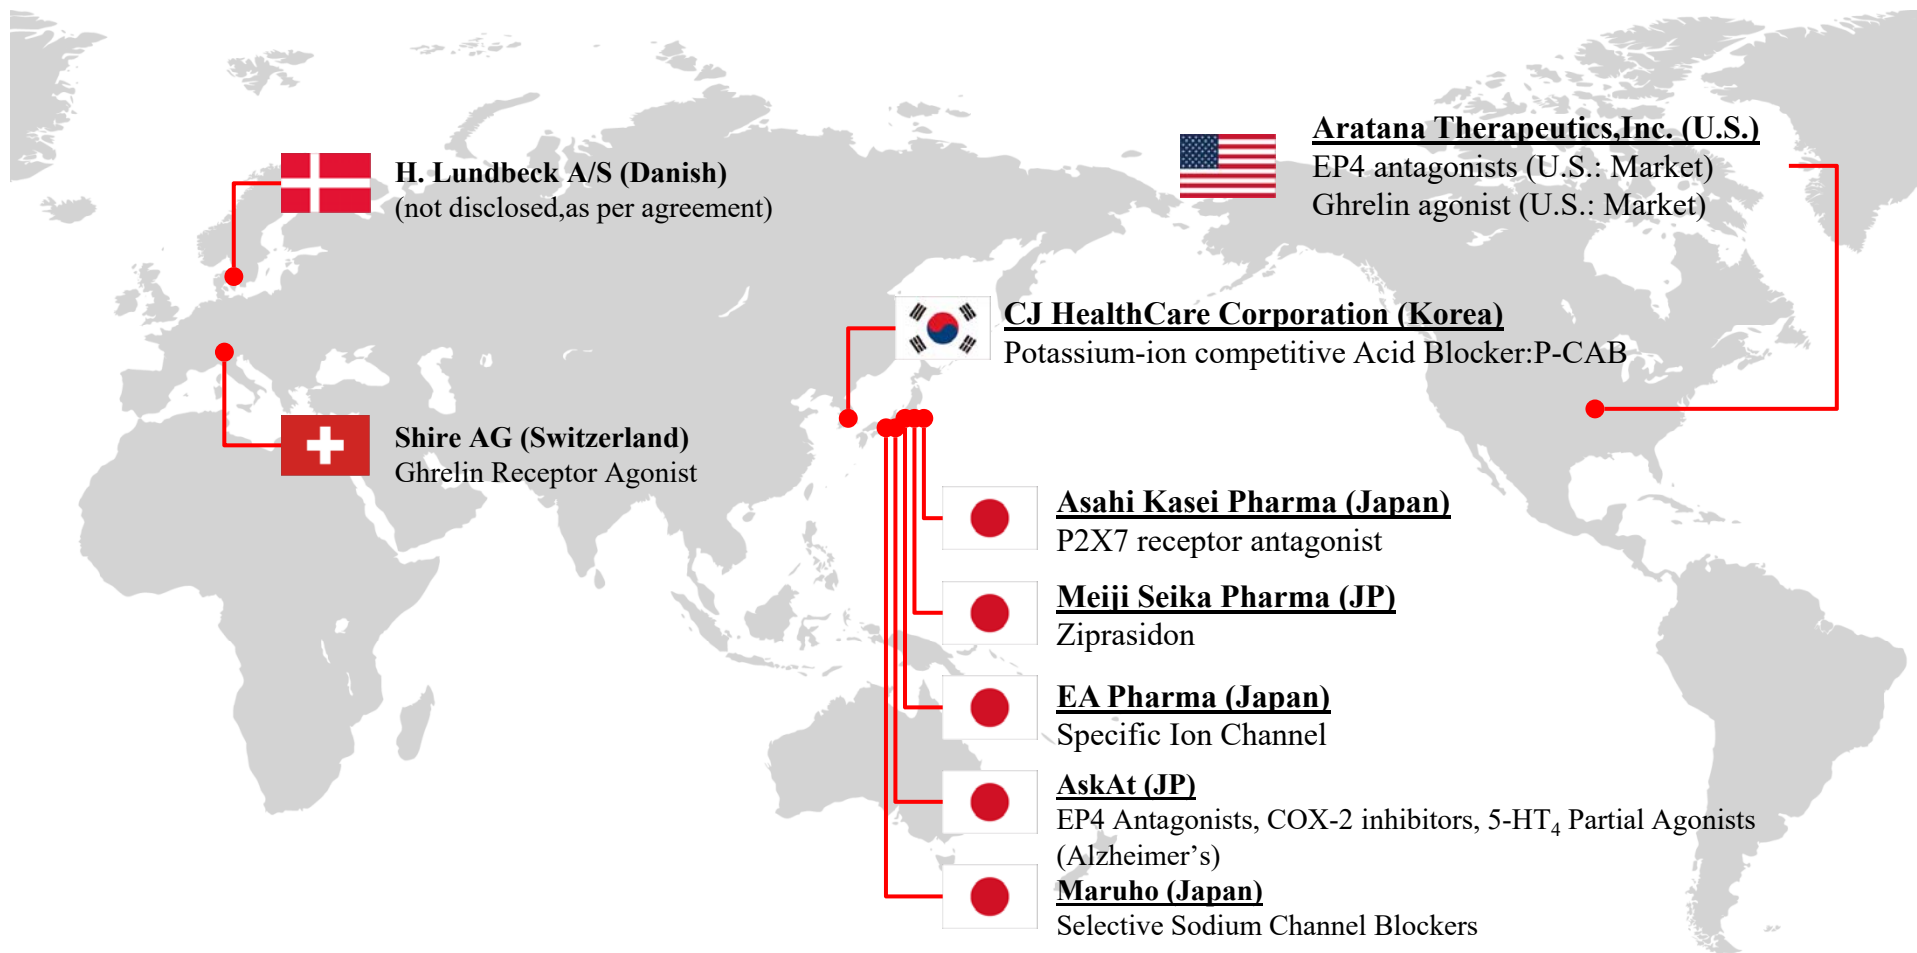 H. Lundbeck A/S (Danish)
(not disclosed,as per agreement)
Aratana Therapeutics,Inc. (U.S.)
EP4 antagonists (U.S.: Market)
Ghrelin agonist (U.S.: Market)
CJ HealthCare Corporation (Korea)
Potassium-ion competitive Acid Blocker:P-CAB
Shire AG (Switzerland)
Ghrelin Receptor Agonist
Asahi Kasei Pharma (Japan)
P2X7 receptor antagonist
Meiji Seika Pharma (JP)
Ziprasidon
EA Pharma (Japan)
Specific Ion Channel
AskAt (JP)
EP4 Antagonists, COX-2 inhibitors, 5-HT₄ Partial Agonists
(Alzheimer’s)
Maruho (Japan)
Selective Sodium Channel Blockers